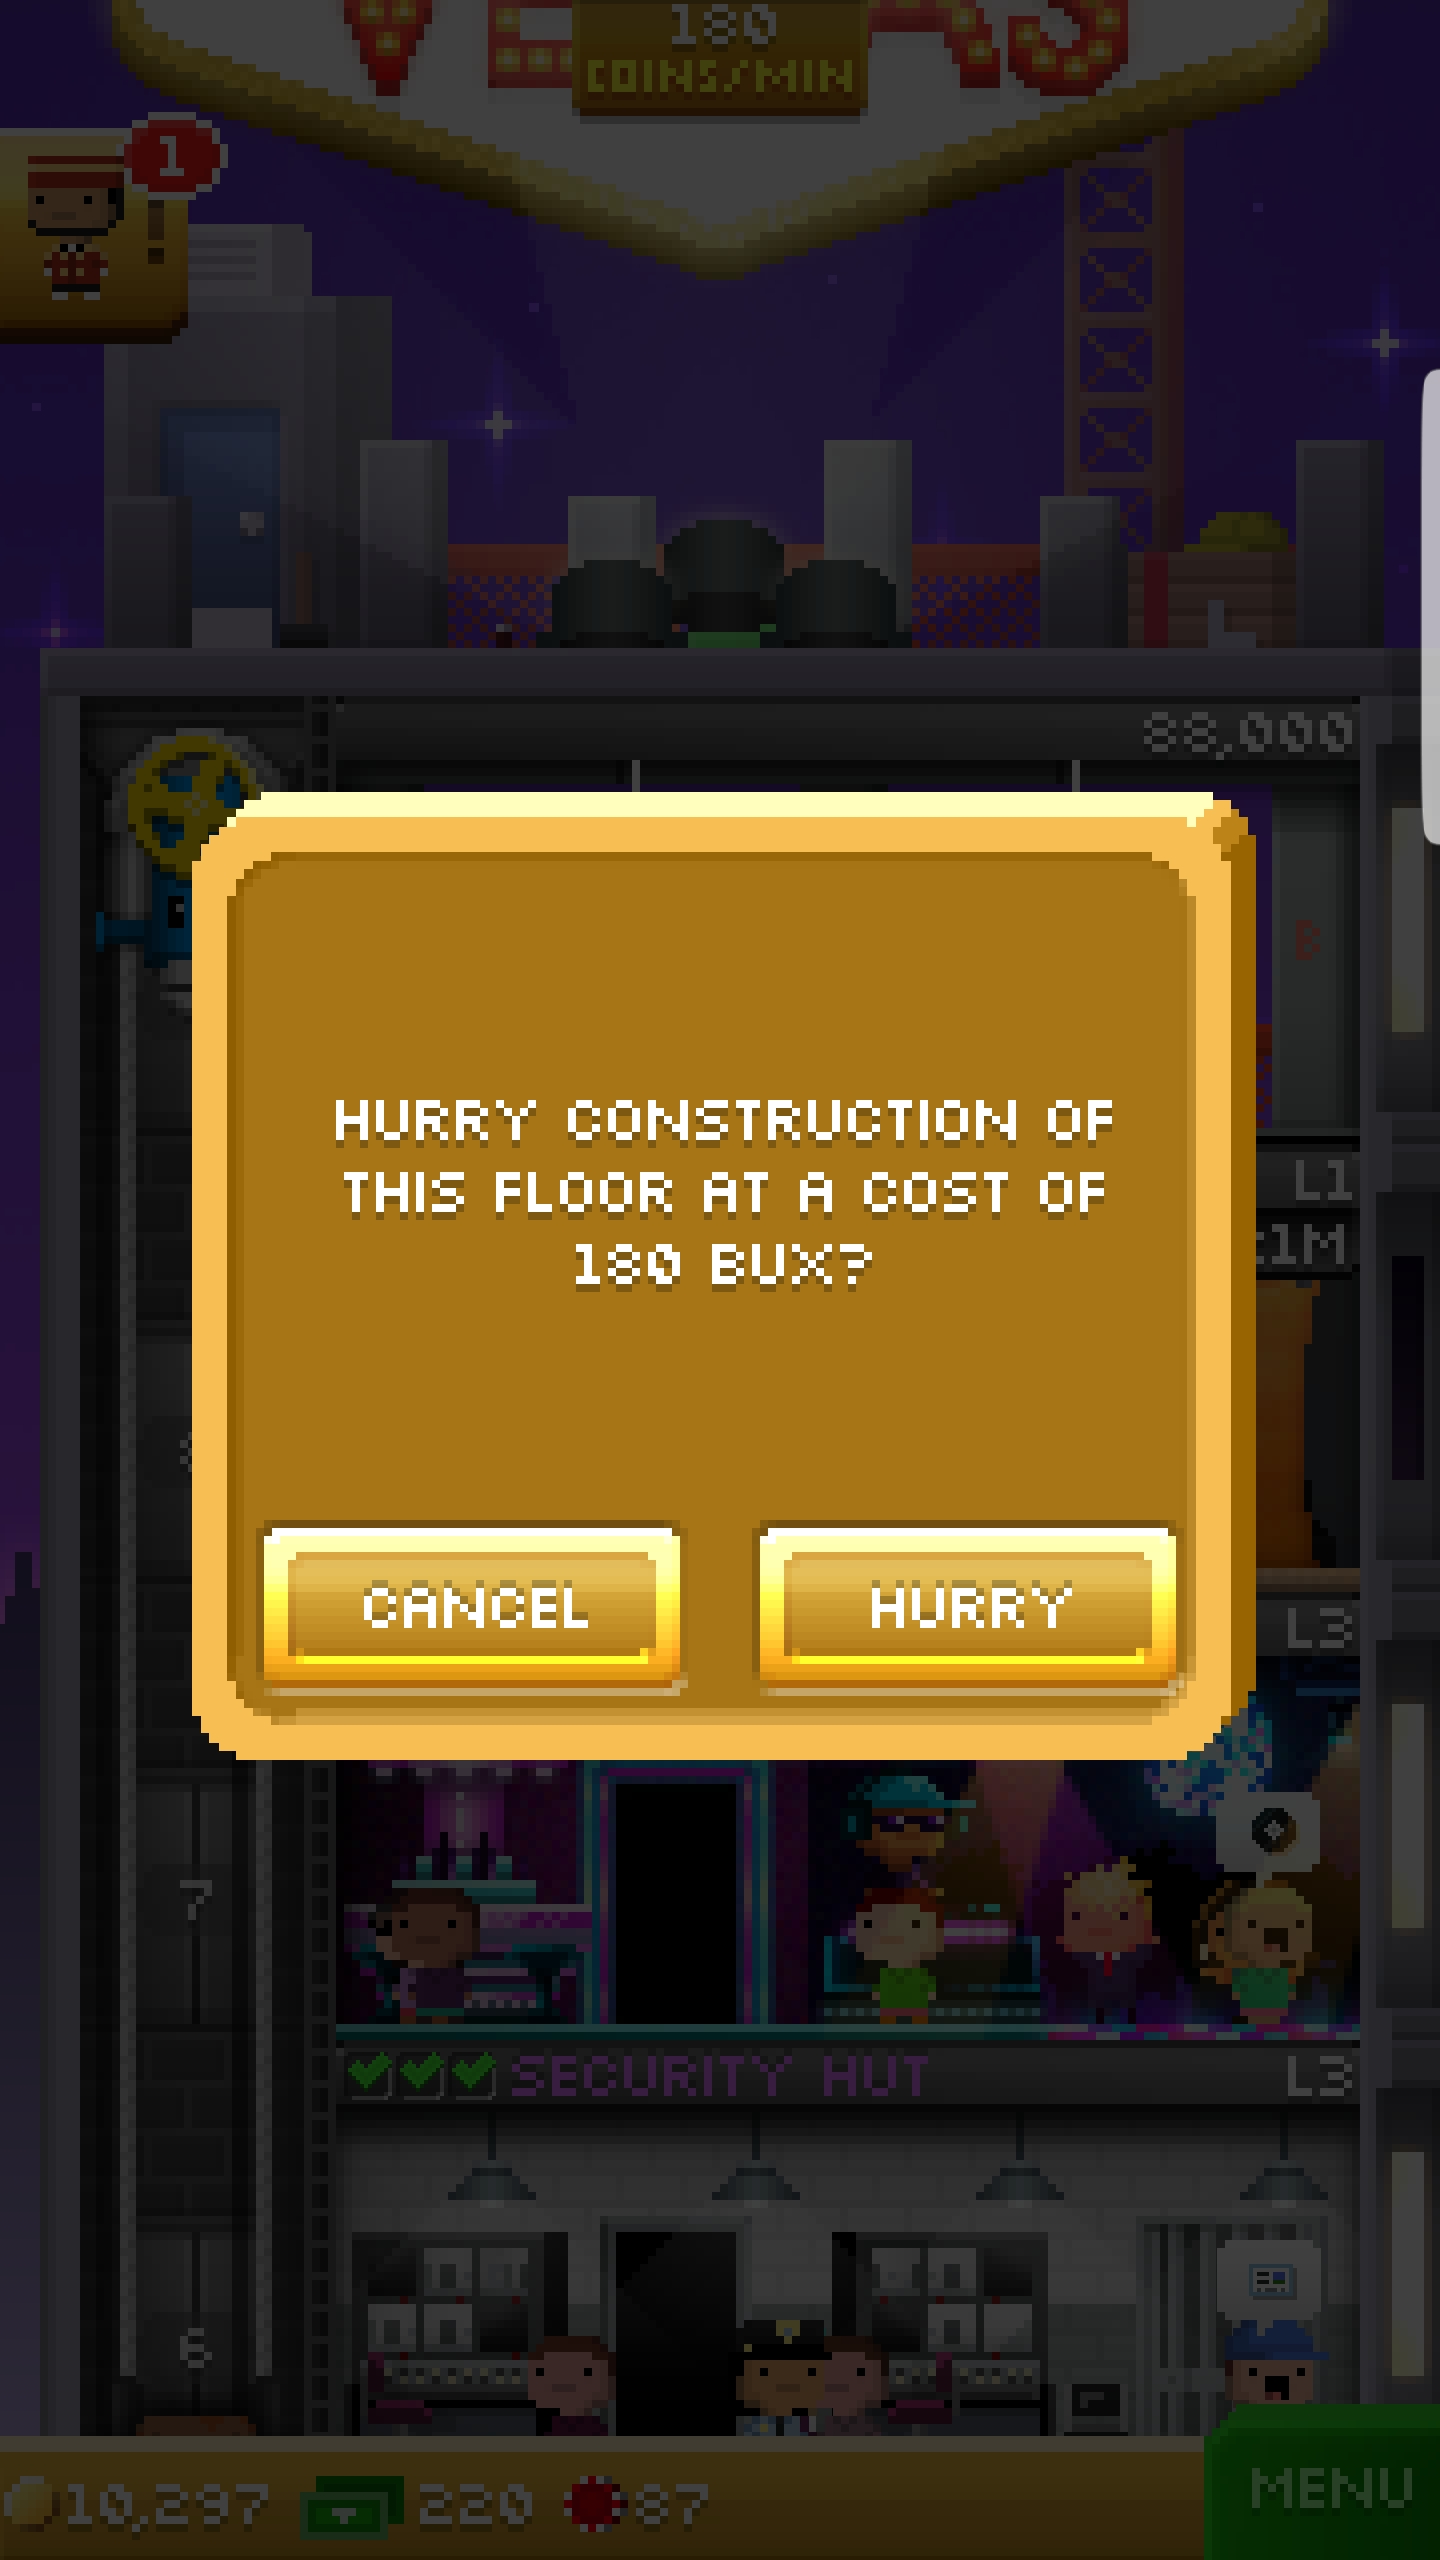 180
COINS/MIN
1
88,000
B
L1
:1M
HURRY CONSTRUCTION OF
THIS FLOOR AT A COST OF
180 BUX?
CANCEL
HURRY
L3
7
SECURITY HUT
L3
6
10,297
220
87
MENU